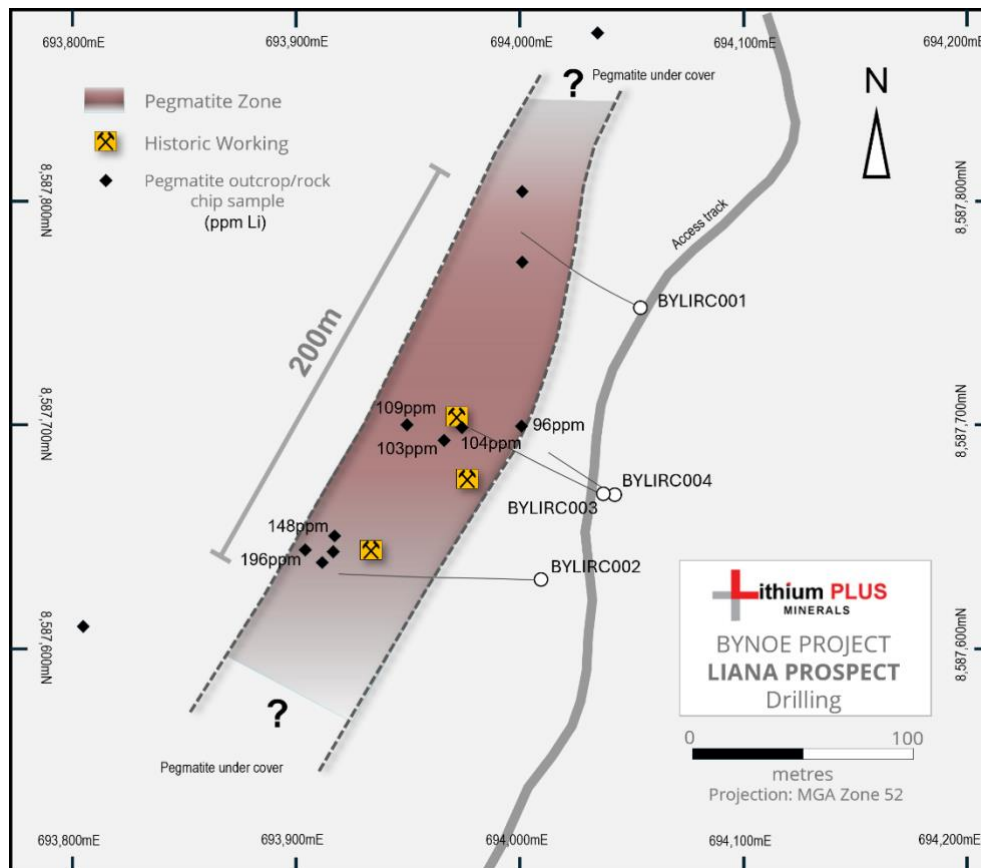 693,800mE
693,900mE
694,000mE
694,100mE
694,200mE
?
Pegmatite under cover
Pegmatite Zone
Historic Working
Pegmatite outcrop/rock
chip sample
(ppm Li)
N
8,587,800mN
8,587,800mN
Access track
BYLIRC001
200m
109ppm
103ppm
104ppm
96ppm
8,587,700mN
8,587,700mN
BYLIRC004
BYLIRC003
148ppm
196ppm
BYLIRC002
8,587,600mN
8,587,600mN
?
Pegmatite under cover
Lithium PLUS
MINERALS
BYNOE PROJECT
LIANA PROSPECT
Drilling
0
100
metres
Projection: MGA Zone 52
693,800mE
693,900mE
694,000mE
694,100mE
694,200mE